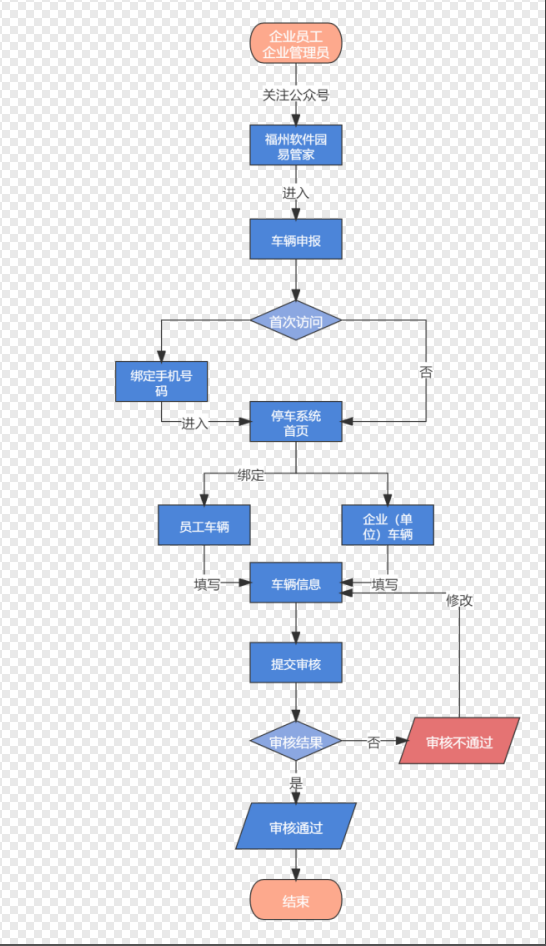 企业员工
企业管理员
关注公众号
福州软件园
易管家
进入
车辆申报
首次访问
绑定手机号
码
否
进入
停车系统
首页
绑定
员工车辆
企业（单
位）车辆
填写
车辆信息
填写
修改
提交审核
审核结果
否
审核不通过
是
审核通过
结束